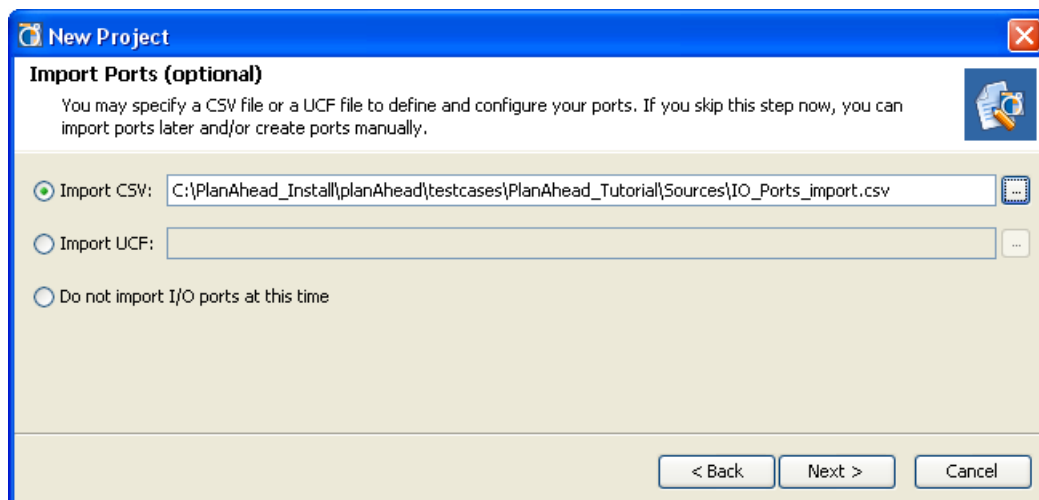 New Project
Import Ports (optional)
You may specify a CSV file or a UCF file to define and configure your ports. If you skip this step now, you can
import ports later and/or create ports manually.
Import CSV: C:\PlanAhead_Install\planAhead\testcases\PlanAhead_Tutorial\Sources\IO_Ports_import.csv ...
Import UCF: ...
Do not import I/O ports at this time
< Back Next > Cancel